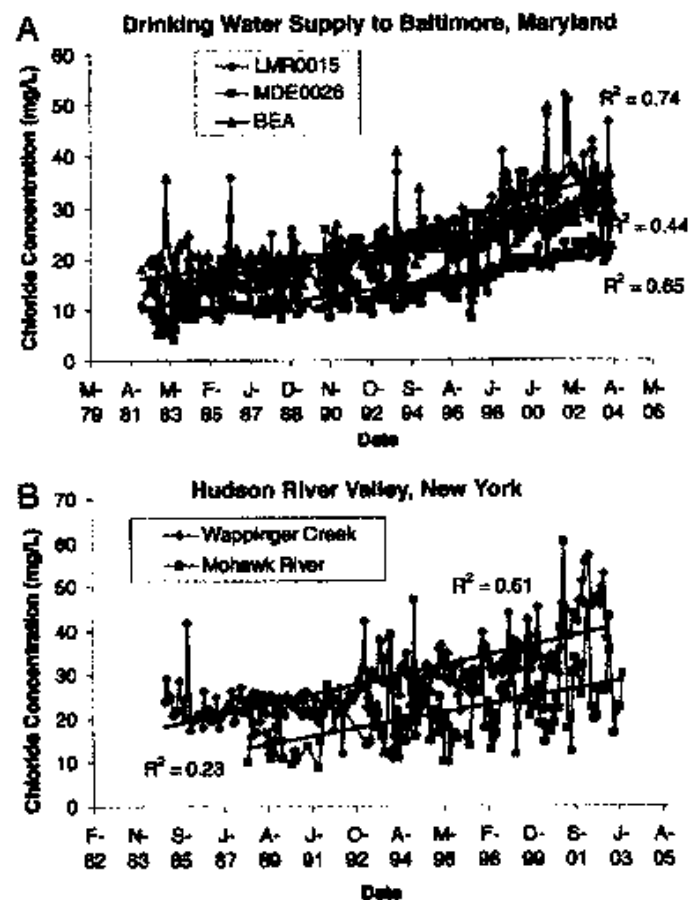 A
Drinking Water Supply to Baltimore, Maryland
Chloride Concentration (mg/L)
60
50
40
30
20
10
0
LMR0015
MDE0026
BEA
R² = 0.74
R² = 0.44
R² = 0.65
M- A- M- F- J- D- N- O- S- A- J- J- M- A- M-
79 81 83 85 87 88 90 92 94 96 98 00 02 04 06
Date
B
Hudson River Valley, New York
Chloride Concentration (mg/L)
70
60
50
40
30
20
10
0
Wappinger Creek
Mohawk River
R² = 0.51
R² = 0.23
F- N- S- J- A- J- O- A- M- F- D- S- J- A-
82 83 85 87 89 91 92 94 96 98 99 01 03 05
Date